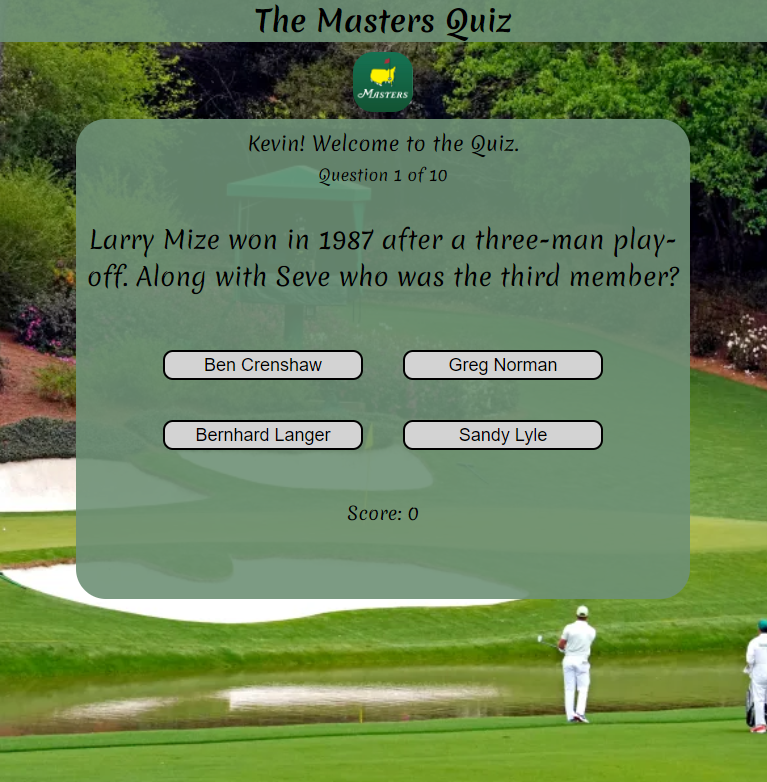 The Masters Quiz
MASTERS
Kevin! Welcome to the Quiz.
Question 1 of 10
Larry Mize won in 1987 after a three-man play-
off. Along with Seve who was the third member?
Ben Crenshaw
Greg Norman
Bernhard Langer
Sandy Lyle
Score: 0